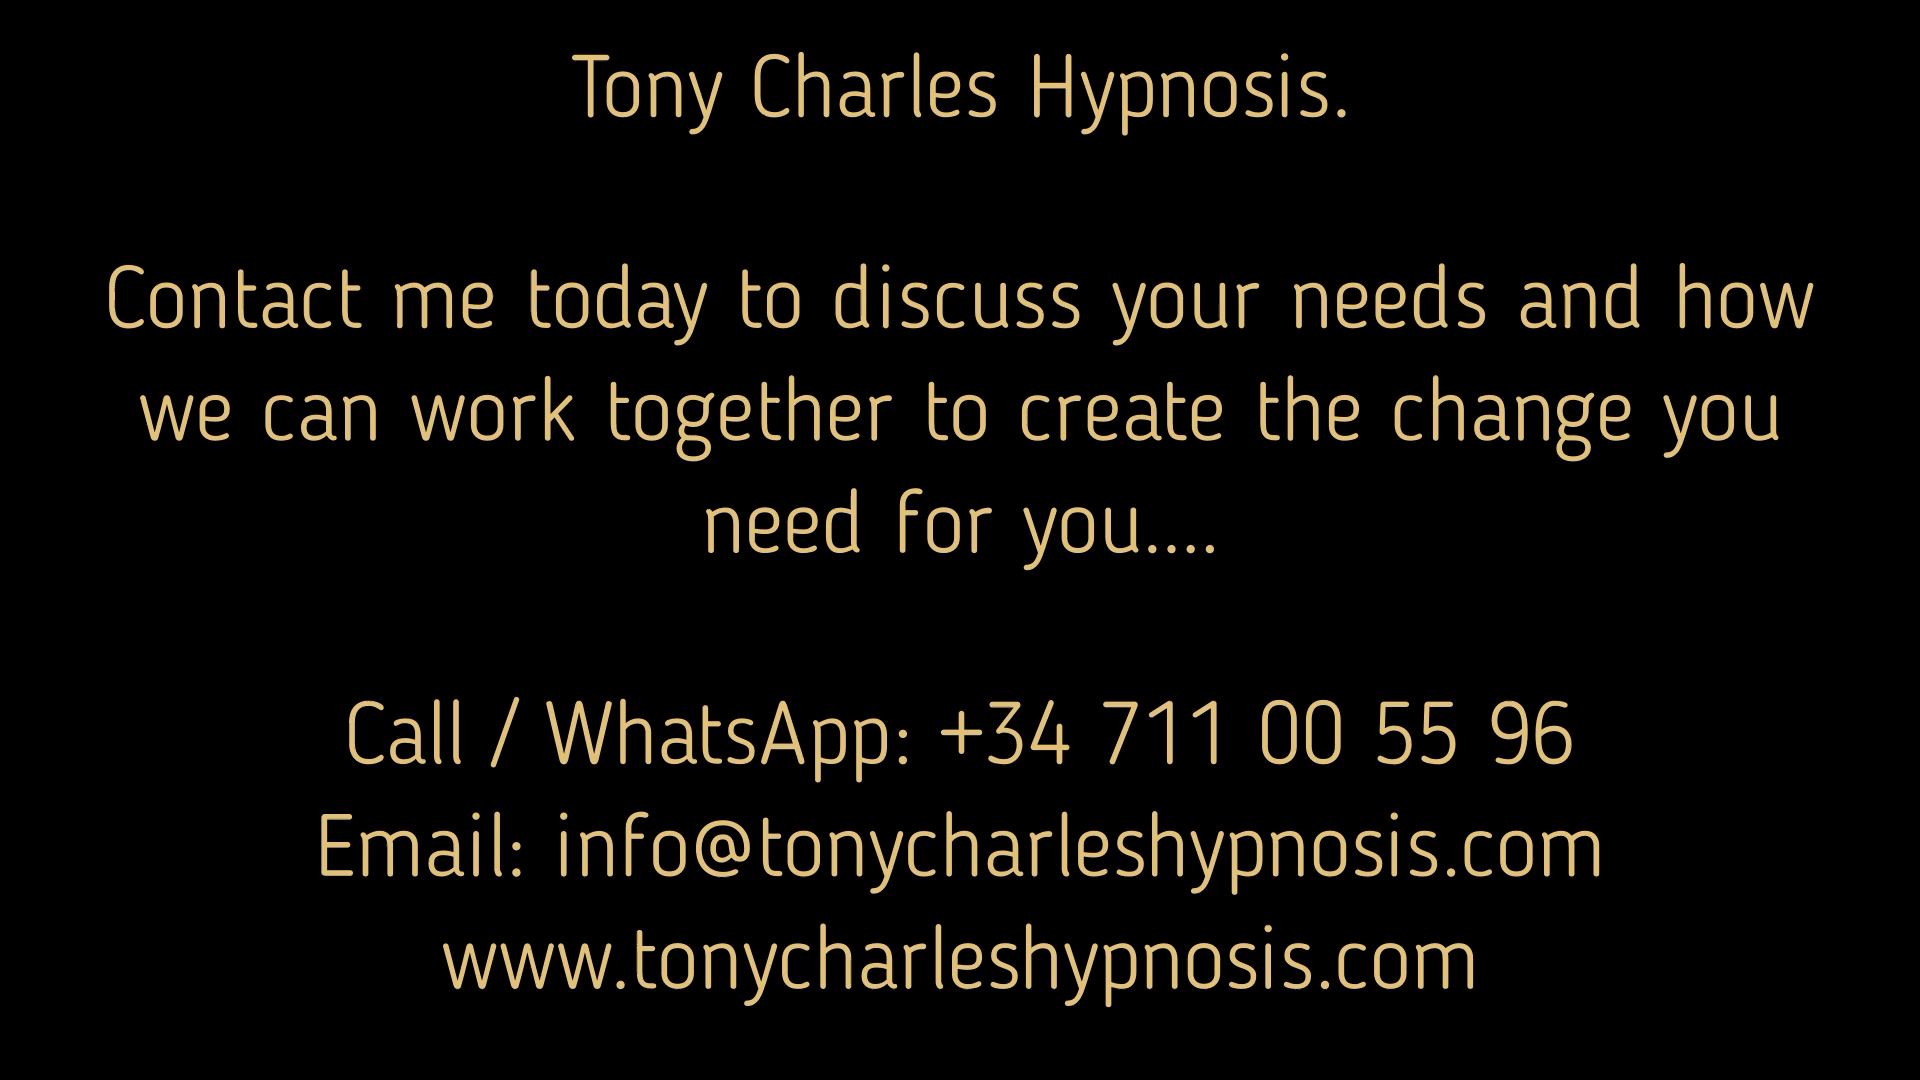 Tony Charles Hypnosis.
Contact me today to discuss your needs and how
we can work together to create the change you
need for you....
Call / WhatsApp: +34 711 00 55 96
Email: info@tonycharleshypnosis.com
www.tonycharleshypnosis.com